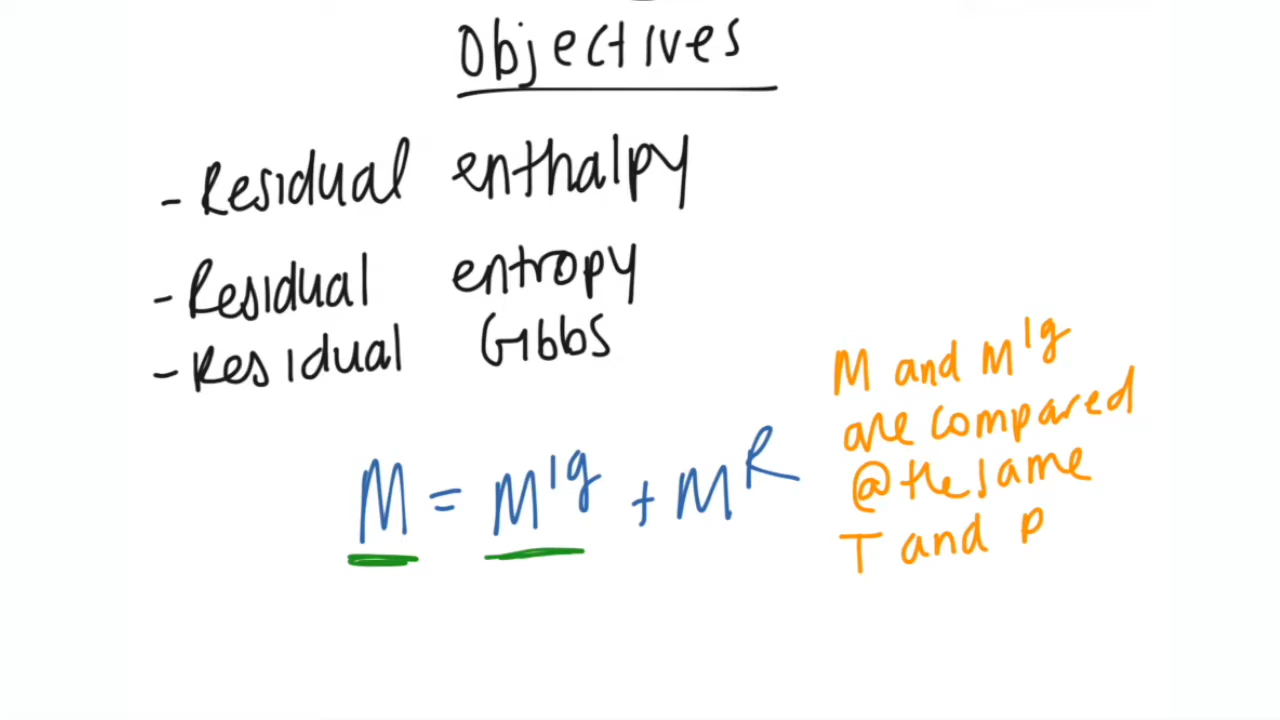 Objectives
- Residual enthalpy
- Residual entropy
- Residual Gibbs
M and M^ig
are compared
@ the same
T and P
M = M^ig + M^R